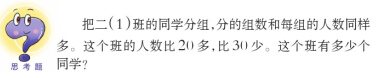 把二(1)班的同学分组,分的组数和每组的人数同样
多。这个班的人数比20多,比30少。这个班有多少个
同学?
思考题